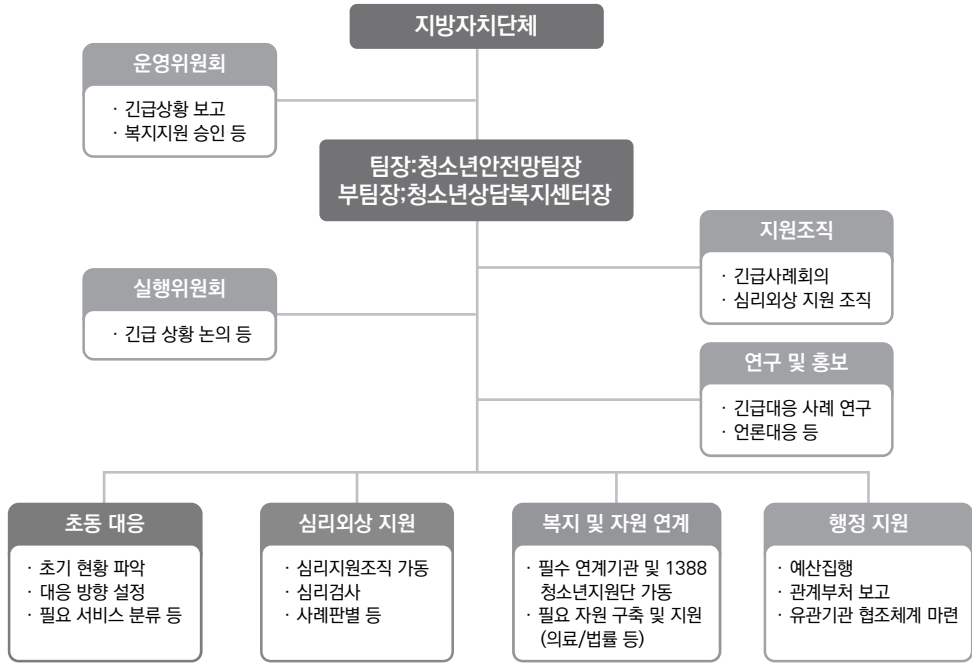 지방자치단체
운영위원회
· 긴급상황 보고
· 복지지원 승인 등
팀장:청소년안전망팀장
부팀장;청소년상담복지센터장
지원조직
· 긴급사례회의
· 심리외상 지원 조직
실행위원회
· 긴급 상황 논의 등
연구 및 홍보
· 긴급대응 사례 연구
· 언론대응 등
초동 대응
· 초기 현황 파악
· 대응 방향 설정
· 필요 서비스 분류 등
심리외상 지원
· 심리지원조직 가동
· 심리검사
· 사례판별 등
복지 및 자원 연계
· 필수 연계기관 및 1388
청소년지원단 가동
· 필요 자원 구축 및 지원
(의료/법률 등)
행정 지원
· 예산집행
· 관계부처 보고
· 유관기관 협조체계 마련